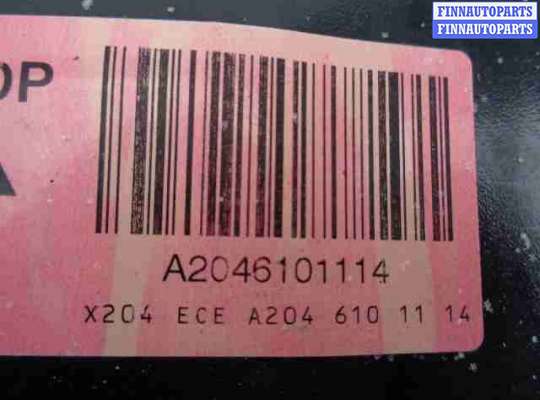 FINNAUTOPARTS
FINNAUTOPARTS
A2046101114
X204 ECE A204 610 11 14